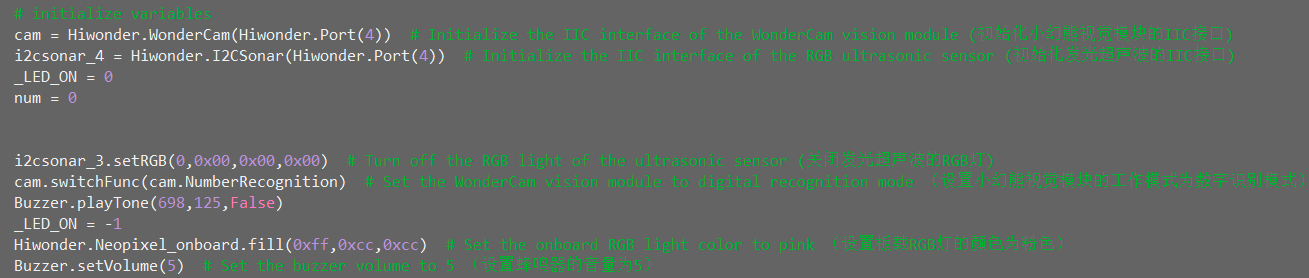 # initialize variables
cam = Hiwonder.WonderCam(Hiwonder.Port(4))  # Initialize the IIC interface of the WonderCam vision module (初始化小幻熊视觉模块的IIC接口)
i2csonar_4 = Hiwonder.I2CSonar(Hiwonder.Port(4))  # Initialize the IIC interface of the RGB ultrasonic sensor (初始化发光超声波的IIC接口)
_LED_ON = 0
num = 0
i2csonar_3.setRGB(0,0x00,0x00,0x00)  # Turn off the RGB light of the ultrasonic sensor (关闭发光超声波的RGB灯)
cam.switchFunc(cam.NumberRecognition)  # Set the WonderCam vision module to digital recognition mode （设置小幻熊视觉模块的工作模式为数字识别模式）
Buzzer.playTone(698,125,False)
_LED_ON = -1
Hiwonder.Neopixel_onboard.fill(0xff,0xcc,0xcc)  # Set the onboard RGB light color to pink （设置板载RGB灯的颜色为粉色）
Buzzer.setVolume(5)  # Set the buzzer volume to 5 （设置蜂鸣器的音量为5）